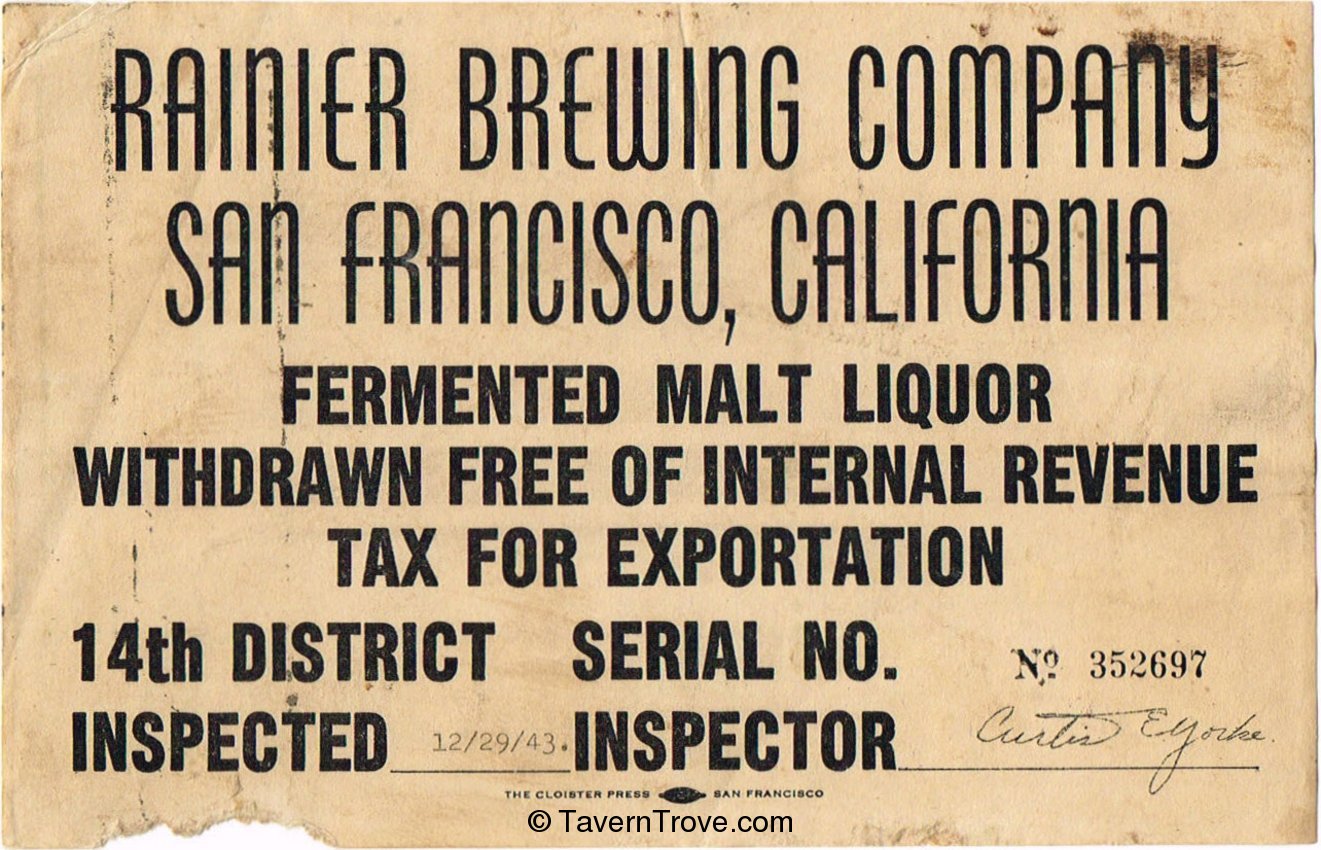 RAINIER BREWING COMPANY
SAN FRANCISCO, CALIFORNIA
FERMENTED MALT LIQUOR
WITHDRAWN FREE OF INTERNAL REVENUE
TAX FOR EXPORTATION
14th DISTRICT SERIAL NO. Nº 352697
INSPECTED 12/29/43. INSPECTOR Curtis E Yorke.
THE CLOISTER PRESS SAN FRANCISCO
© TavernTrove.com